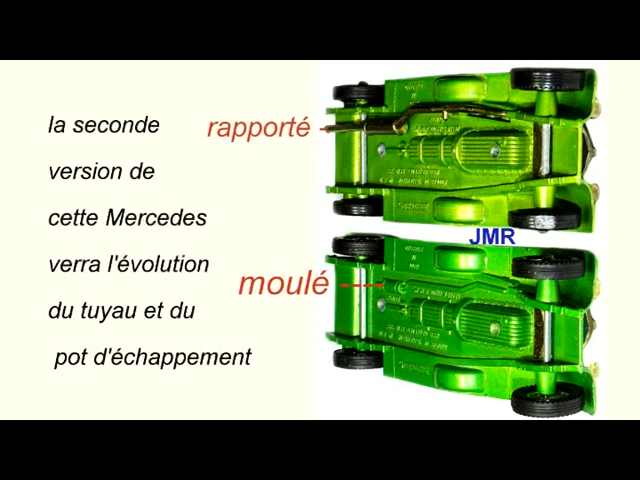 la seconde
rapporté
version de
cette Mercedes
JMR
verra l'évolution
moulé
du tuyau et du
pot d'échappement